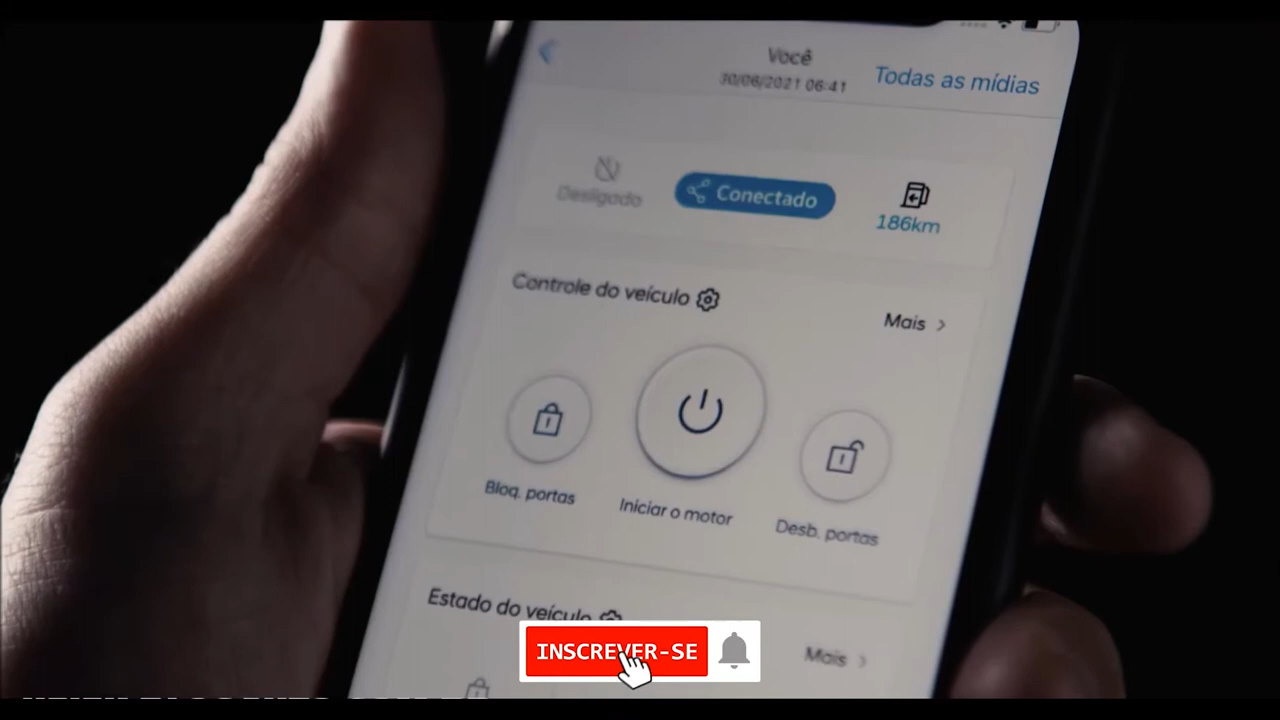 Você
30/06/2021 06:41
Todas as mídias
Desligado
Conectado
186km
Controle do veículo
Mais >
Bloq. portas
Iniciar o motor
Desb. portas
Estado do veículo
Mais >
INSCREVER-SE